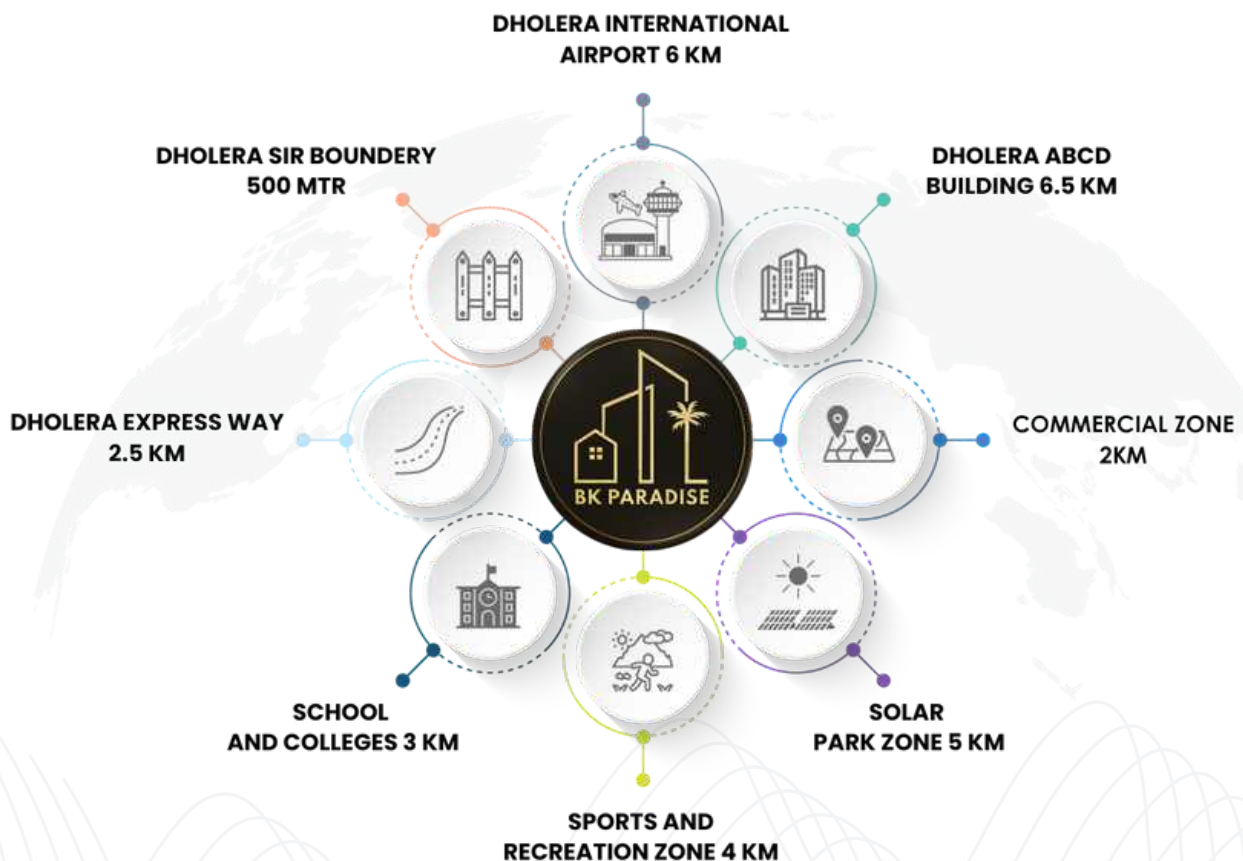 DHOLERA INTERNATIONAL
AIRPORT 6 KM
DHOLERA SIR BOUNDERY
500 MTR
DHOLERA ABCD
BUILDING 6.5 KM
DHOLERA EXPRESS WAY
2.5 KM
BK PARADISE
COMMERCIAL ZONE
2KM
SCHOOL
AND COLLEGES 3 KM
SOLAR
PARK ZONE 5 KM
SPORTS AND
RECREATION ZONE 4 KM